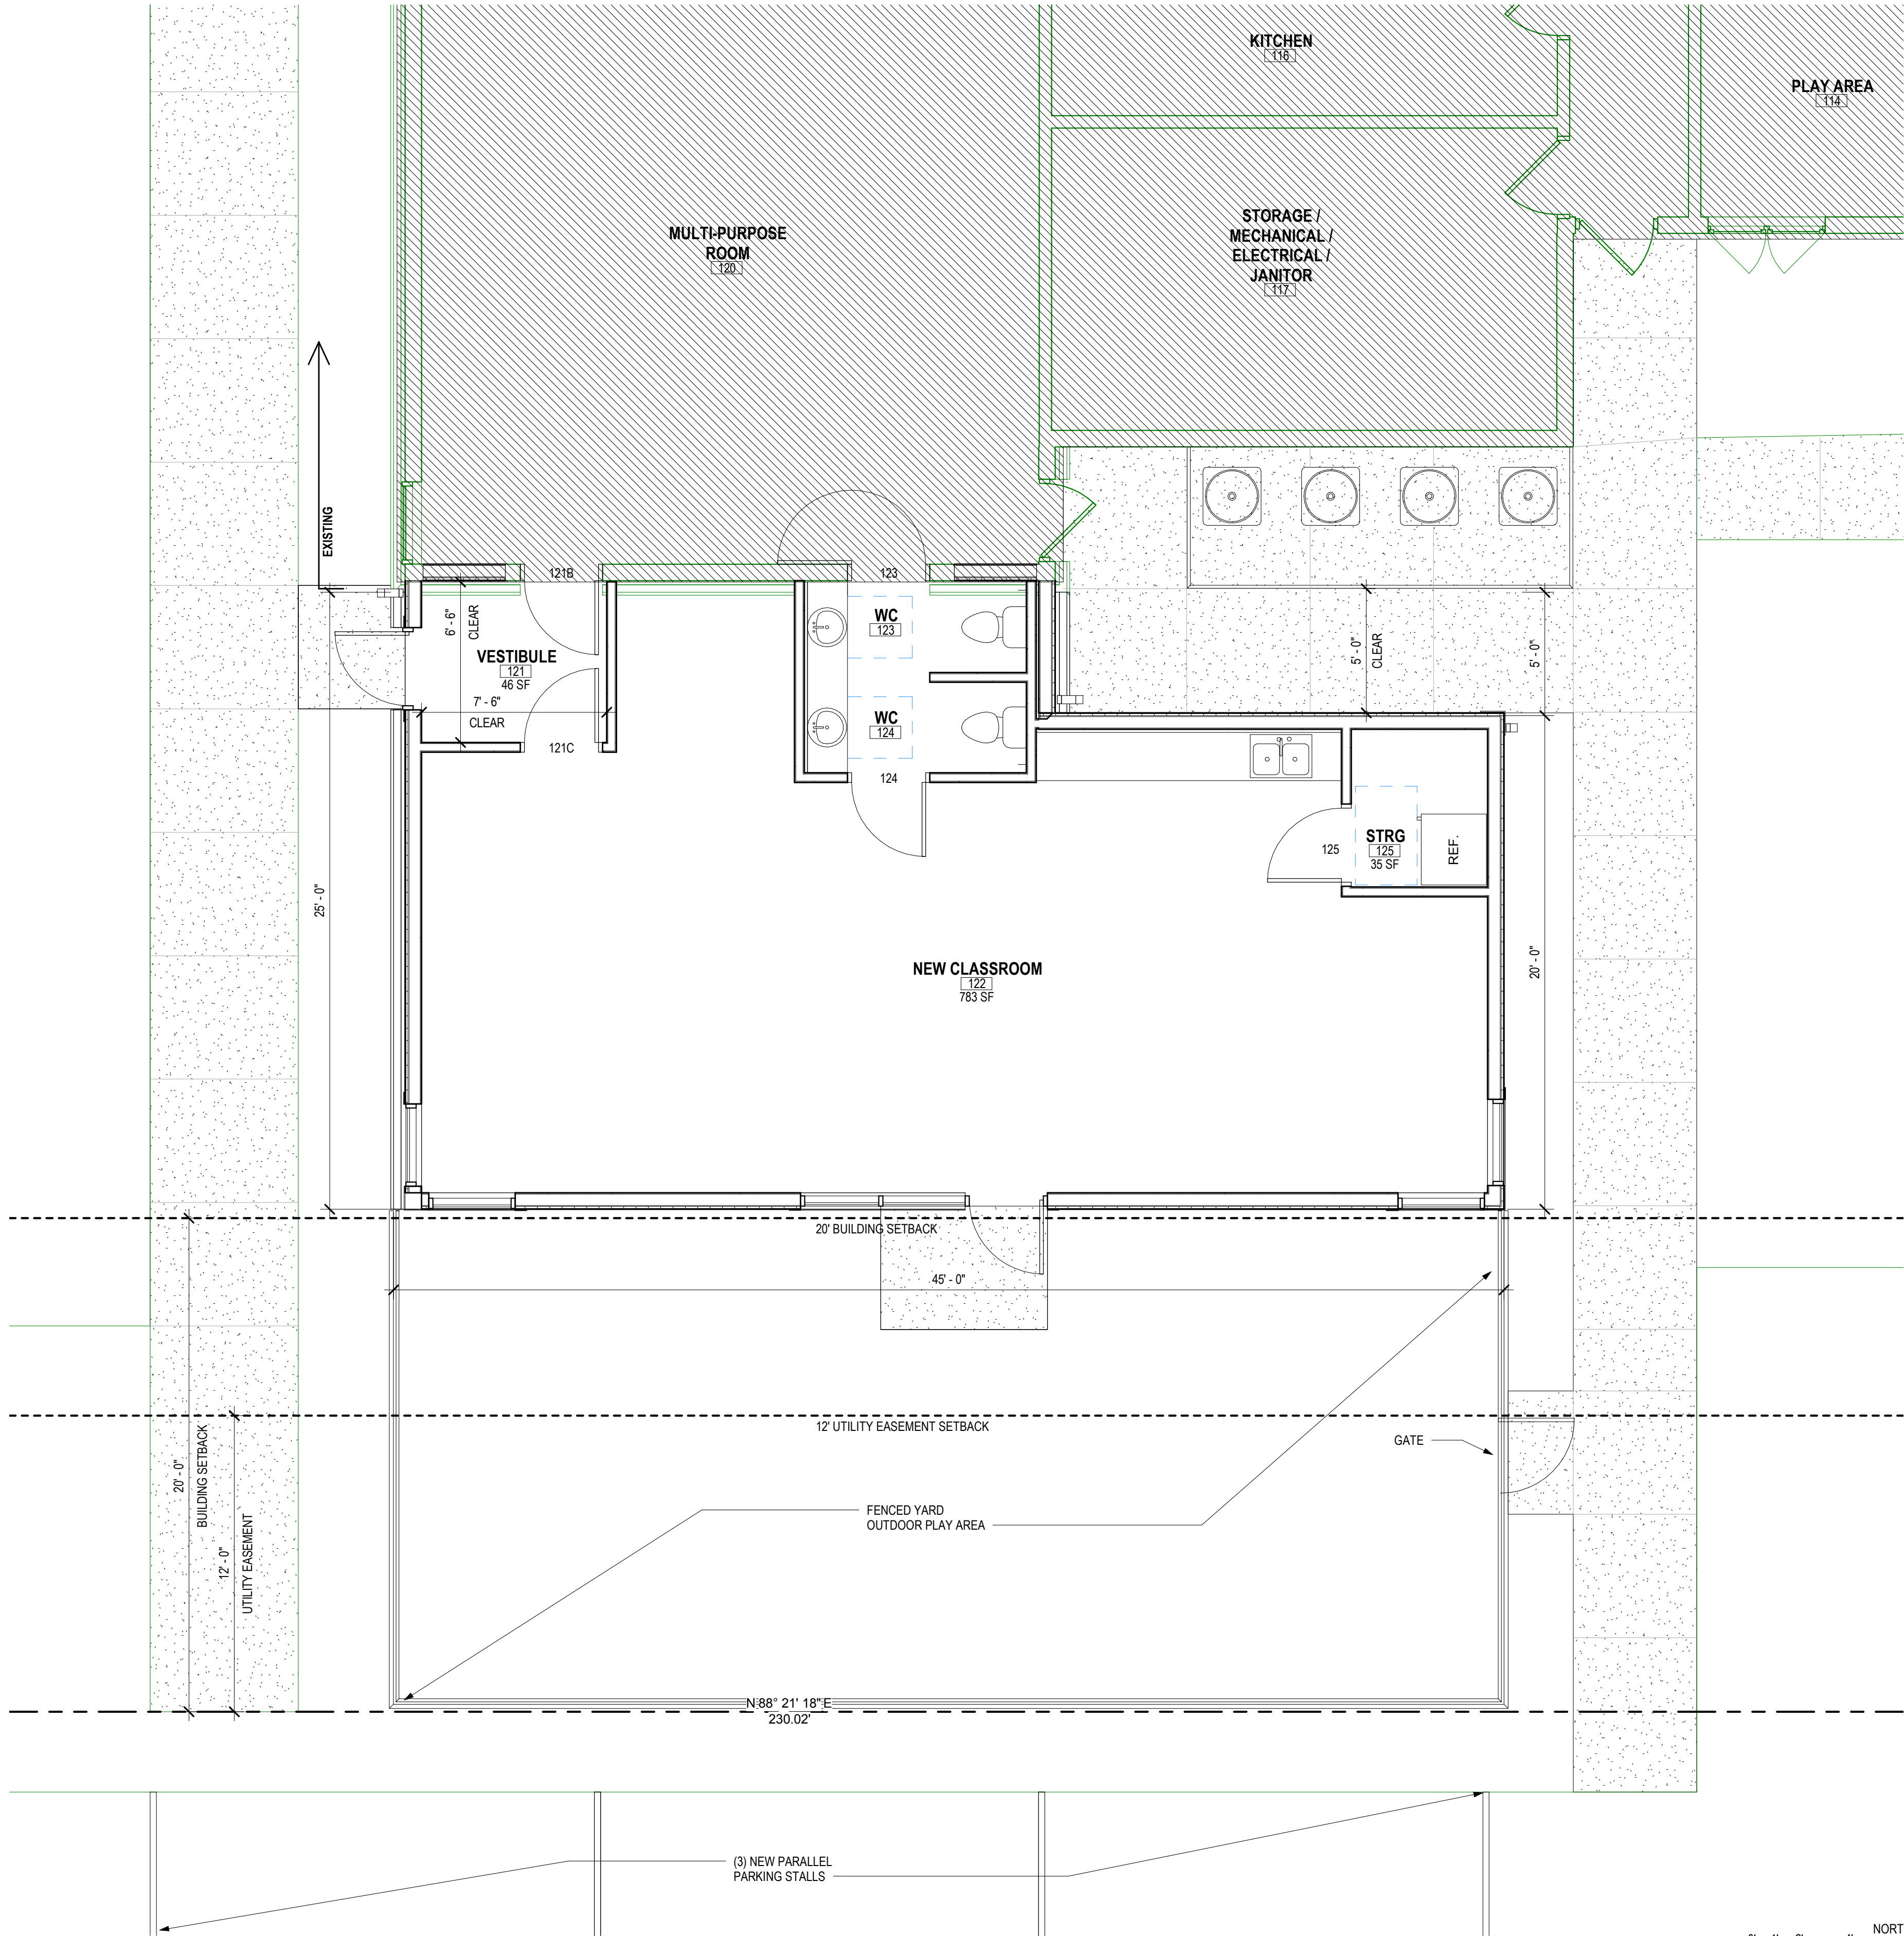 KITCHEN
116
PLAY AREA
114
MULTI-PURPOSE
ROOM
120
STORAGE /
MECHANICAL /
ELECTRICAL /
JANITOR
117
EXISTING
121B
123
6' - 6"
CLEAR
WC
123
VESTIBULE
121
46 SF
7' - 6"
CLEAR
5' - 0"
CLEAR
5' - 0"
WC
124
121C
124
125
STRG
125
35 SF
REF.
25' - 0"
NEW CLASSROOM
122
783 SF
20' - 0"
20' BUILDING SETBACK
45' - 0"
12' UTILITY EASEMENT SETBACK
GATE
20' - 0"
BUILDING SETBACK
12' - 0"
UTILITY EASEMENT
FENCED YARD
OUTDOOR PLAY AREA
N 88° 21' 18" E
230.02'
(3) NEW PARALLEL
PARKING STALLS
NORT